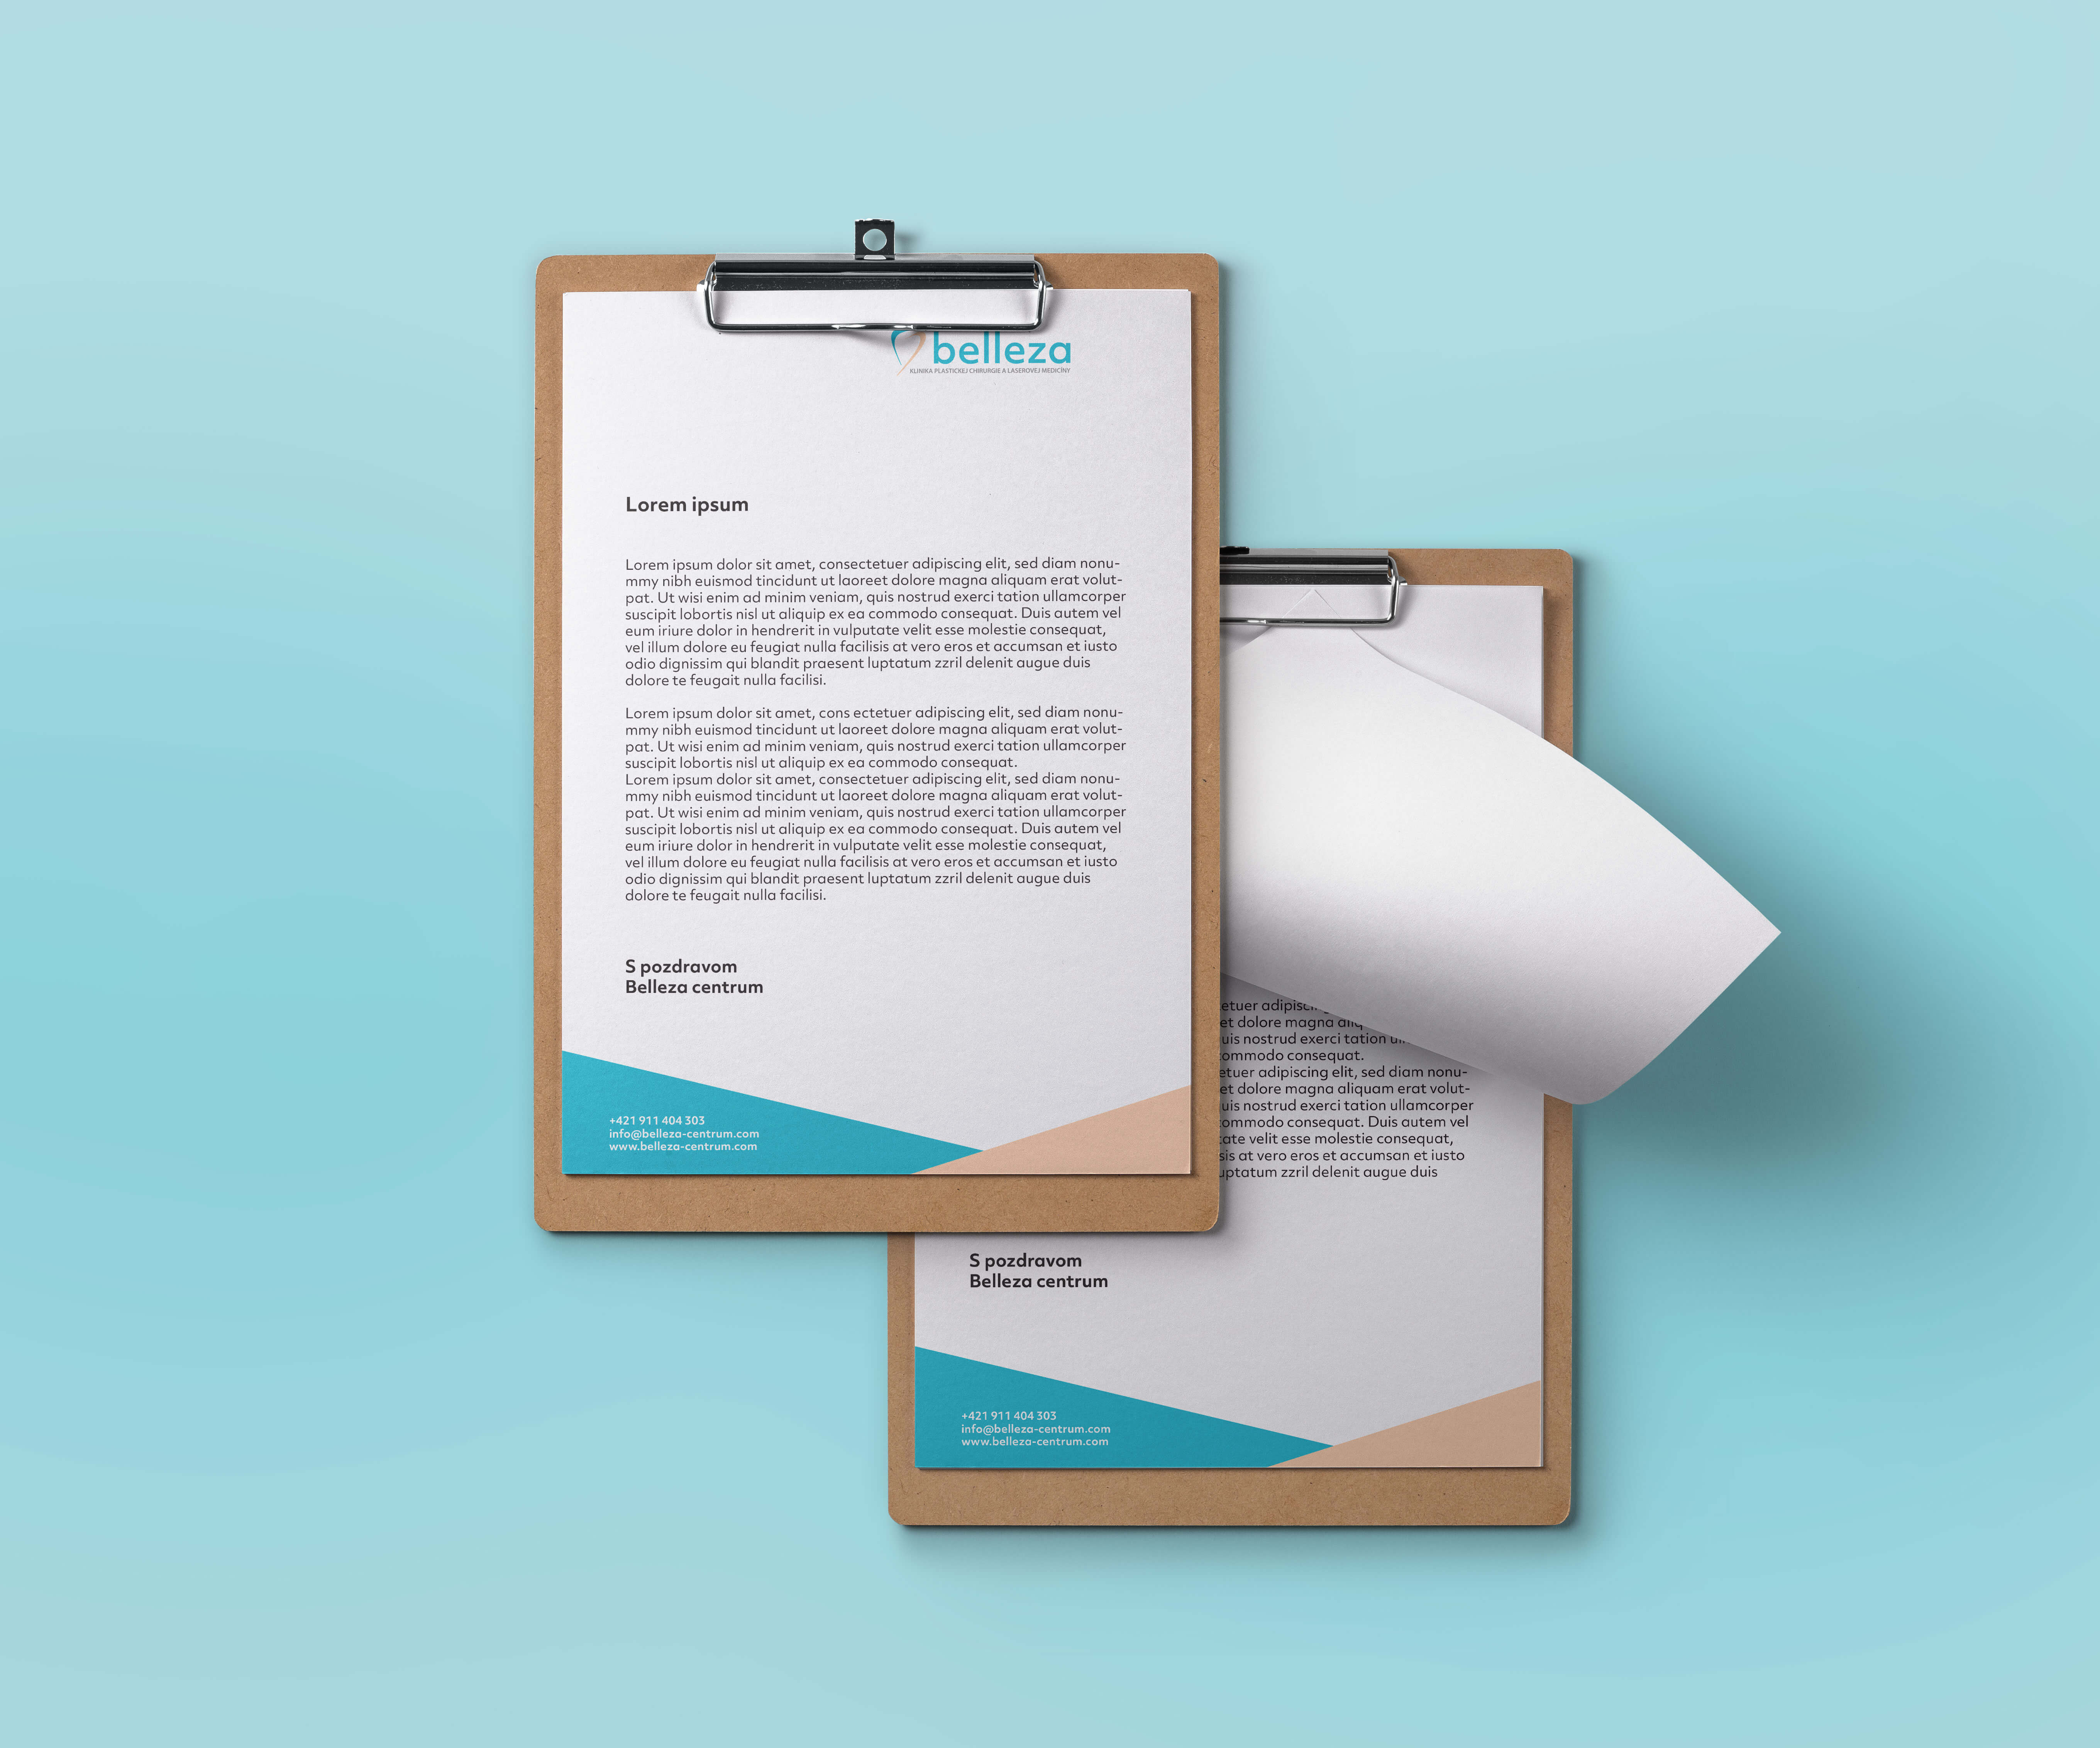 belleza
KLINIKA PLASTICKEJ CHIRURGIE A LASEROVEJ MEDICÍNY
Lorem ipsum
Lorem ipsum dolor sit amet, consectetuer adipiscing elit, sed diam nonu-
mmy nibh euismod tincidunt ut laoreet dolore magna aliquam erat volut-
pat. Ut wisi enim ad minim veniam, quis nostrud exerci tation ullamcorper
suscipit lobortis nisl ut aliquip ex ea commodo consequat. Duis autem vel
eum iriure dolor in hendrerit in vulputate velit esse molestie consequat,
vel illum dolore eu feugiat nulla facilisis at vero eros et accumsan et iusto
odio dignissim qui blandit praesent luptatum zzril delenit augue duis
dolore te feugait nulla facilisi.
Lorem ipsum dolor sit amet, cons ectetuer adipiscing elit, sed diam nonu-
mmy nibh euismod tincidunt ut laoreet dolore magna aliquam erat volut-
pat. Ut wisi enim ad minim veniam, quis nostrud exerci tation ullamcorper
suscipit lobortis nisl ut aliquip ex ea commodo consequat.
Lorem ipsum dolor sit amet, consectetuer adipiscing elit, sed diam nonu-
mmy nibh euismod tincidunt ut laoreet dolore magna aliquam erat volut-
pat. Ut wisi enim ad minim veniam, quis nostrud exerci tation ullamcorper
suscipit lobortis nisl ut aliquip ex ea commodo consequat. Duis autem vel
eum iriure dolor in hendrerit in vulputate velit esse molestie consequat,
vel illum dolore eu feugiat nulla facilisis at vero eros et accumsan et iusto
odio dignissim qui blandit praesent luptatum zzril delenit augue duis
dolore te feugait nulla facilisi.
S pozdravom
Belleza centrum
+421 911 404 303
info@belleza-centrum.com
www.belleza-centrum.com
etuer
et dolore magna
uis nostrud exerci tation
ommodo consequat.
etuer adipiscing elit, sed diam nonu-
et dolore magna aliquam erat volut-
uis nostrud exerci tation ullamcorper
ommodo consequat. Duis autem vel
tate velit esse molestie consequat,
sis at vero eros et accumsan et iusto
uptatum zzril delenit augue duis
S pozdravom
Belleza centrum
+421 911 404 303
info@belleza-centrum.com
www.belleza-centrum.com